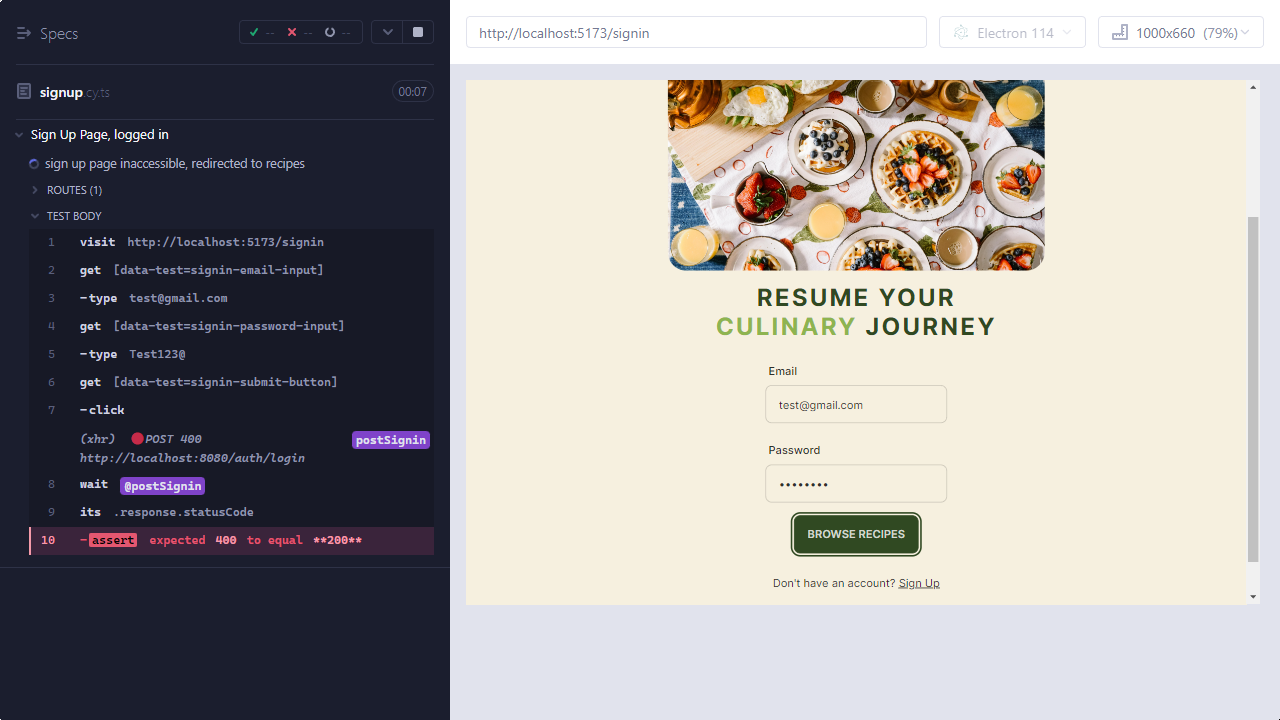 Specs
-- -- --
signup.cy.ts
00:07
Sign Up Page, logged in
sign up page inaccessible, redirected to recipes
ROUTES (1)
TEST BODY
1 visit http://localhost:5173/signin
2 get [data-test=signin-email-input]
3 -type test@gmail.com
4 get [data-test=signin-password-input]
5 -type Test123@
6 get [data-test=signin-submit-button]
7 -click
(xhr) POST 400 postSignin
http://localhost:8080/auth/login
8 wait @postSignin
9 its .response.statusCode
10 -assert expected 400 to equal **200**
http://localhost:5173/signin
Electron 114
1000x660 (79%)
RESUME YOUR
CULINARY JOURNEY
Email
test@gmail.com
Password
••••••••
BROWSE RECIPES
Don't have an account? Sign Up